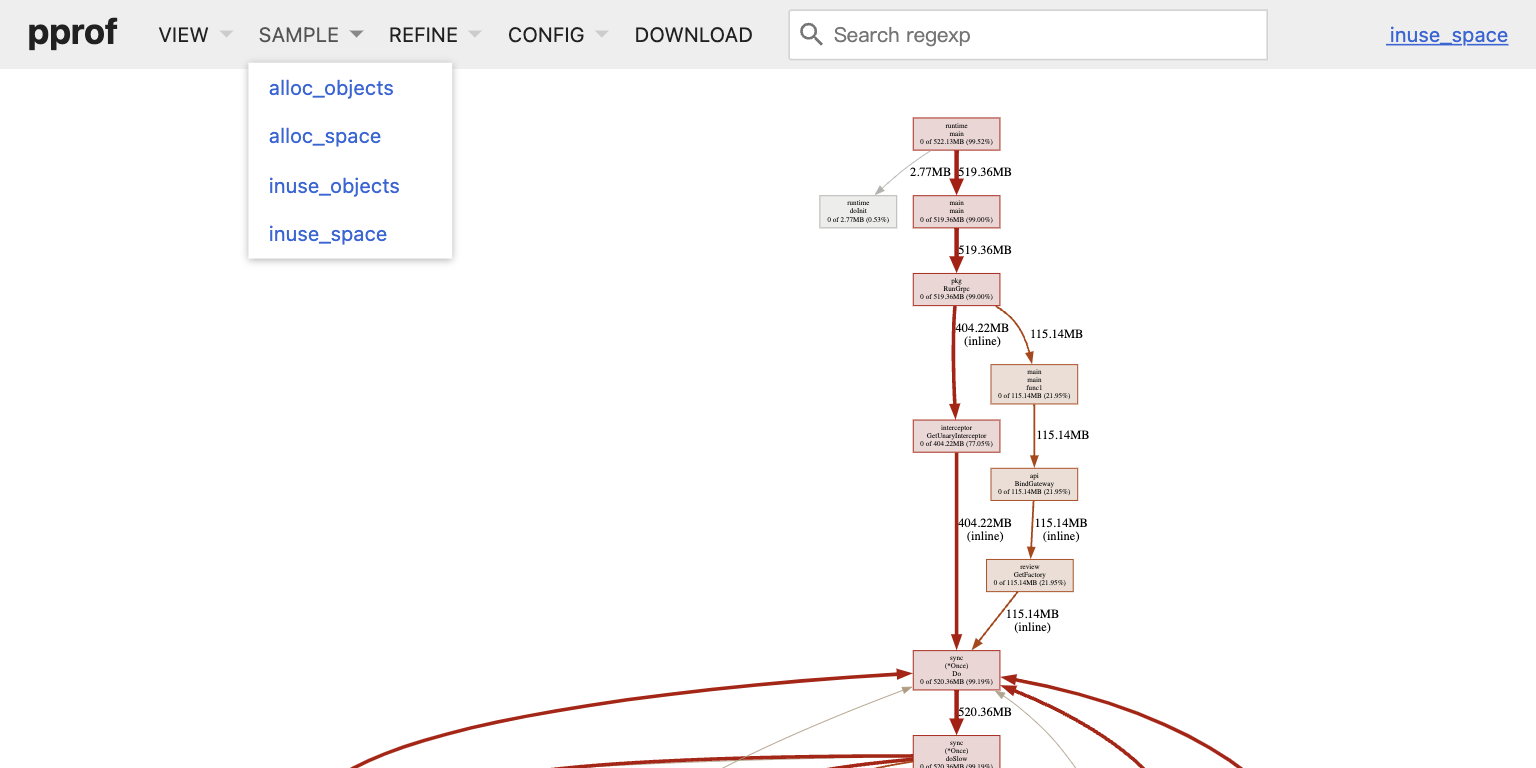 pprof
VIEW
SAMPLE
REFINE
CONFIG
DOWNLOAD
Search regexp
inuse_space
alloc_objects
alloc_space
inuse_objects
inuse_space
runtime
main
0 of 522.13MB (99.52%)
2.77MB
519.36MB
runtime
doInit
0 of 2.77MB (0.53%)
main
main
0 of 519.36MB (99.00%)
519.36MB
pkg
RunGrpc
0 of 519.36MB (99.00%)
404.22MB
(inline)
115.14MB
main
main
func1
0 of 115.14MB (21.95%)
interceptor
GetUnaryInterceptor
0 of 404.22MB (77.05%)
115.14MB
api
BindGateway
0 of 115.14MB (21.95%)
404.22MB
(inline)
115.14MB
(inline)
review
GetFactory
0 of 115.14MB (21.95%)
115.14MB
(inline)
sync
(*Once)
Do
0 of 520.36MB (99.19%)
520.36MB
sync
(*Once)
doSlow
0 of 520.36MB (99.19%)